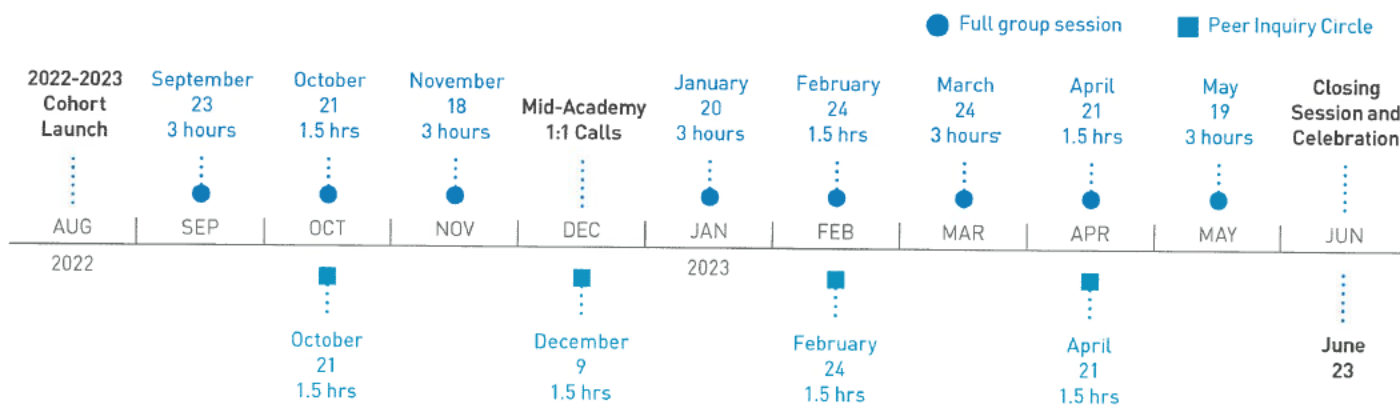 Full group session
Peer Inquiry Circle
2022-2023
Cohort
Launch
September
23
3 hours
October
21
1.5 hrs
November
18
3 hours
Mid-Academy
1:1 Calls
January
20
3 hours
February
24
1.5 hrs
March
24
3 hours
April
21
1.5 hrs
May
19
3 hours
Closing
Session and
Celebration
AUG
SEP
OCT
NOV
DEC
JAN
FEB
MAR
APR
MAY
JUN
2022
2023
October
21
1.5 hrs
December
9
1.5 hrs
February
24
1.5 hrs
April
21
1.5 hrs
June
23